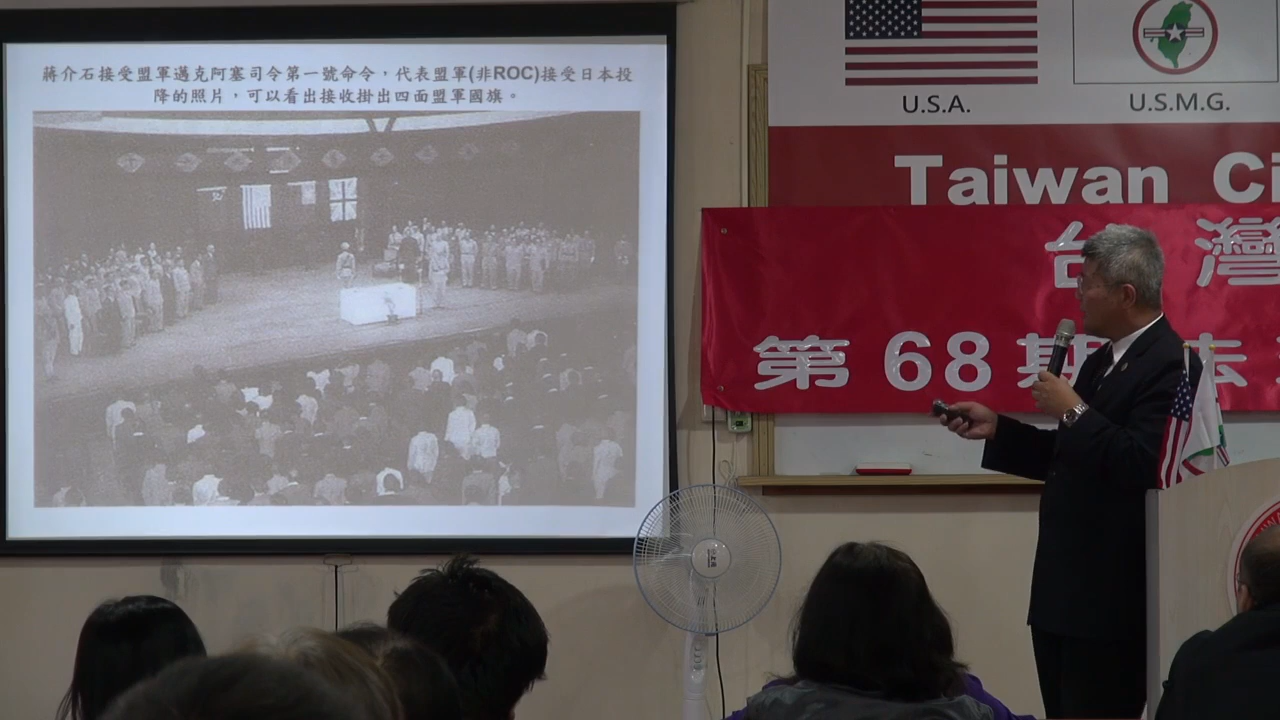 蔣介石接受盟軍邁克阿塞司令第一號命令，代表盟軍(非ROC)接受日本投
降的照片，可以看出接收掛出四面盟軍國旗。
U.S.A.
U.S.M.G.
Taiwan Ci
台灣
第68期